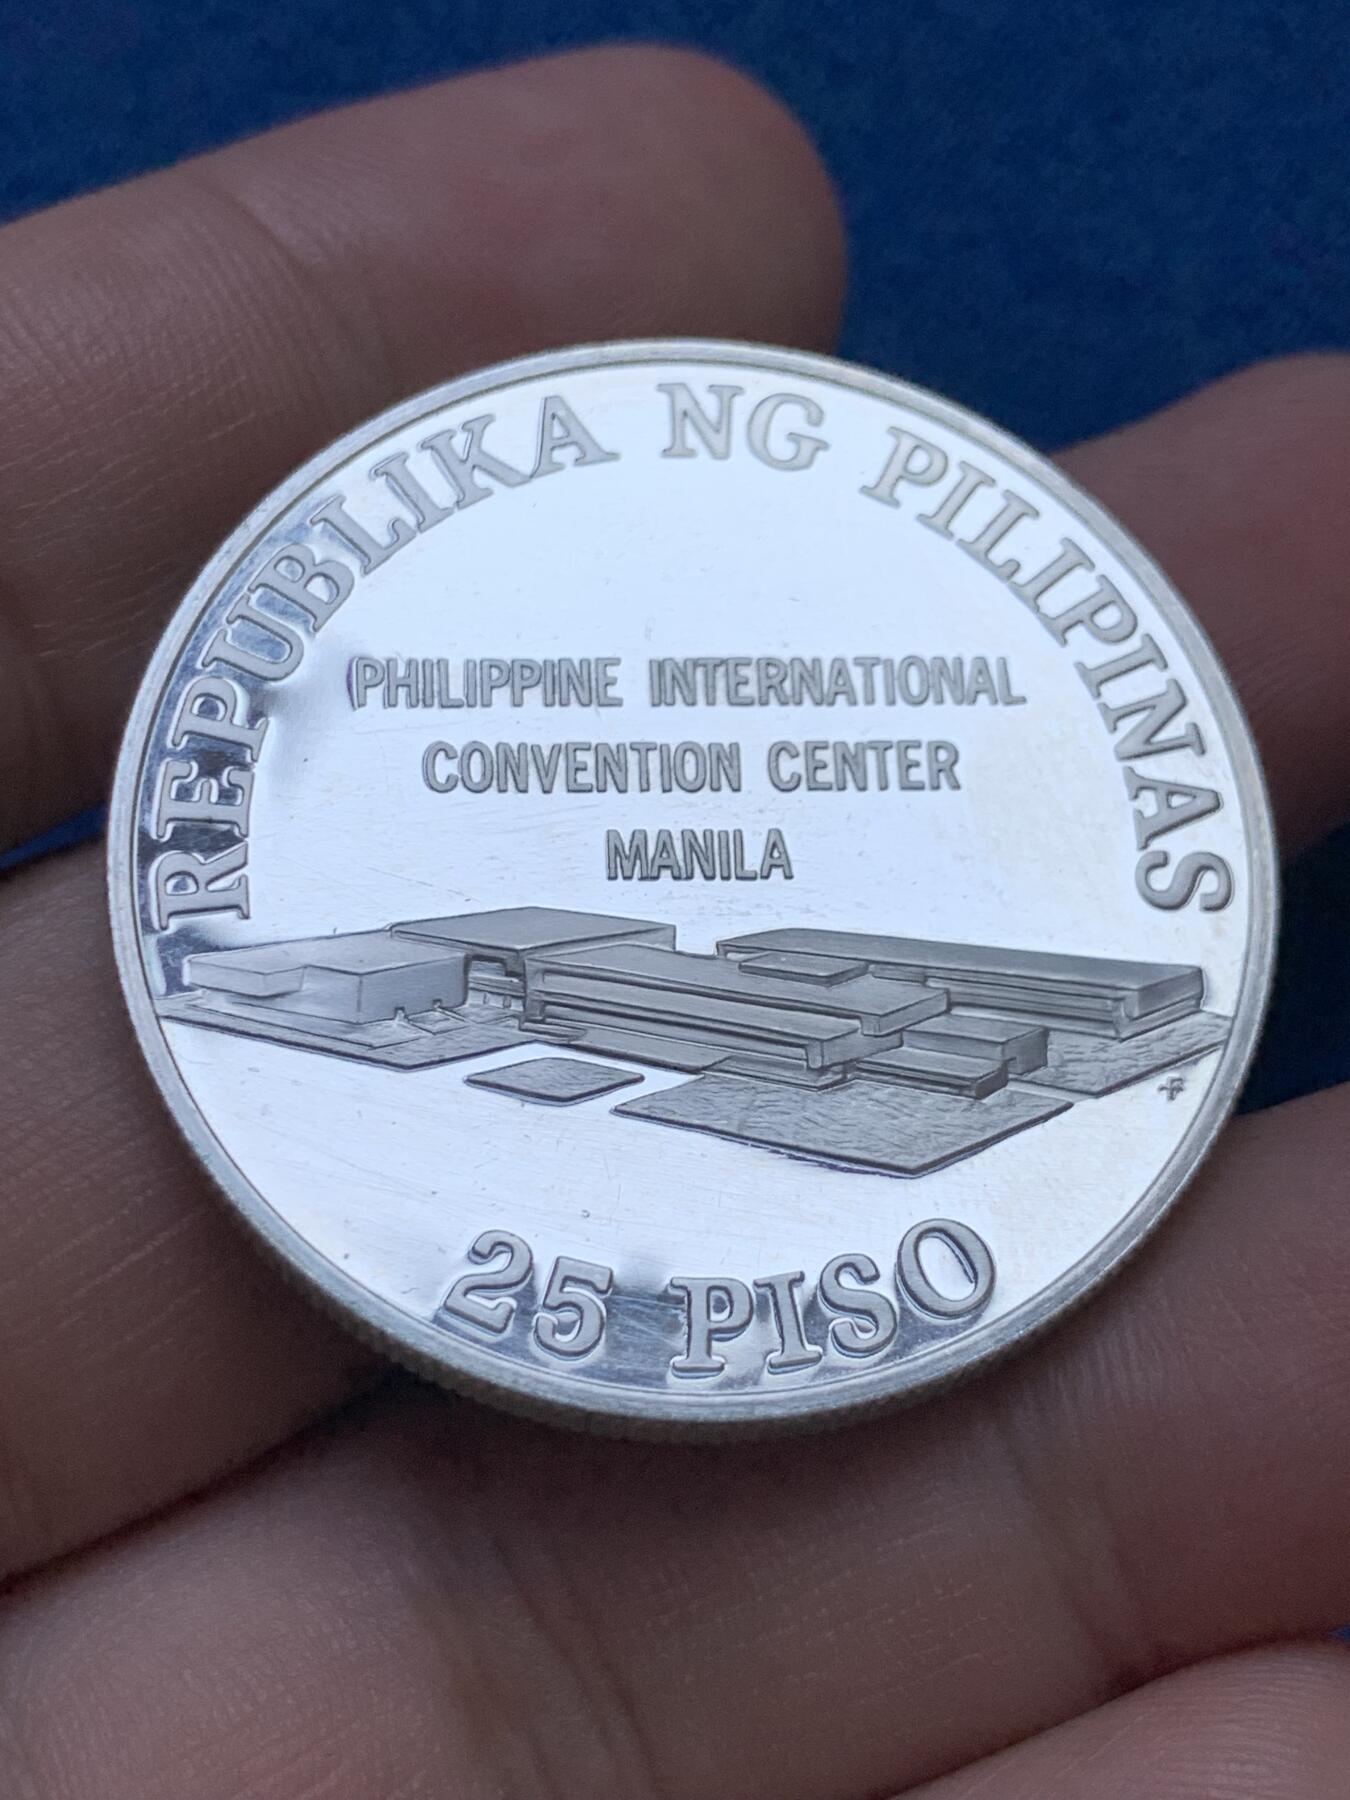 REPUBLIKA NG PILIPINAS
PHILIPPINE INTERNATIONAL
CONVENTION CENTER
MANILA
25 PISO